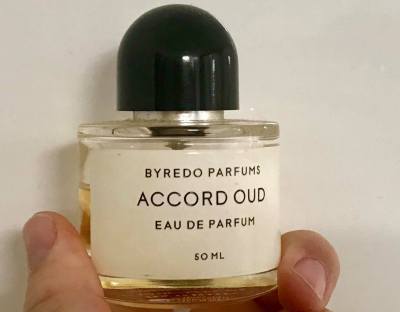 BYREDO PARFUMS
ACCORD OUD
EAU DE PARFUM
50 ML